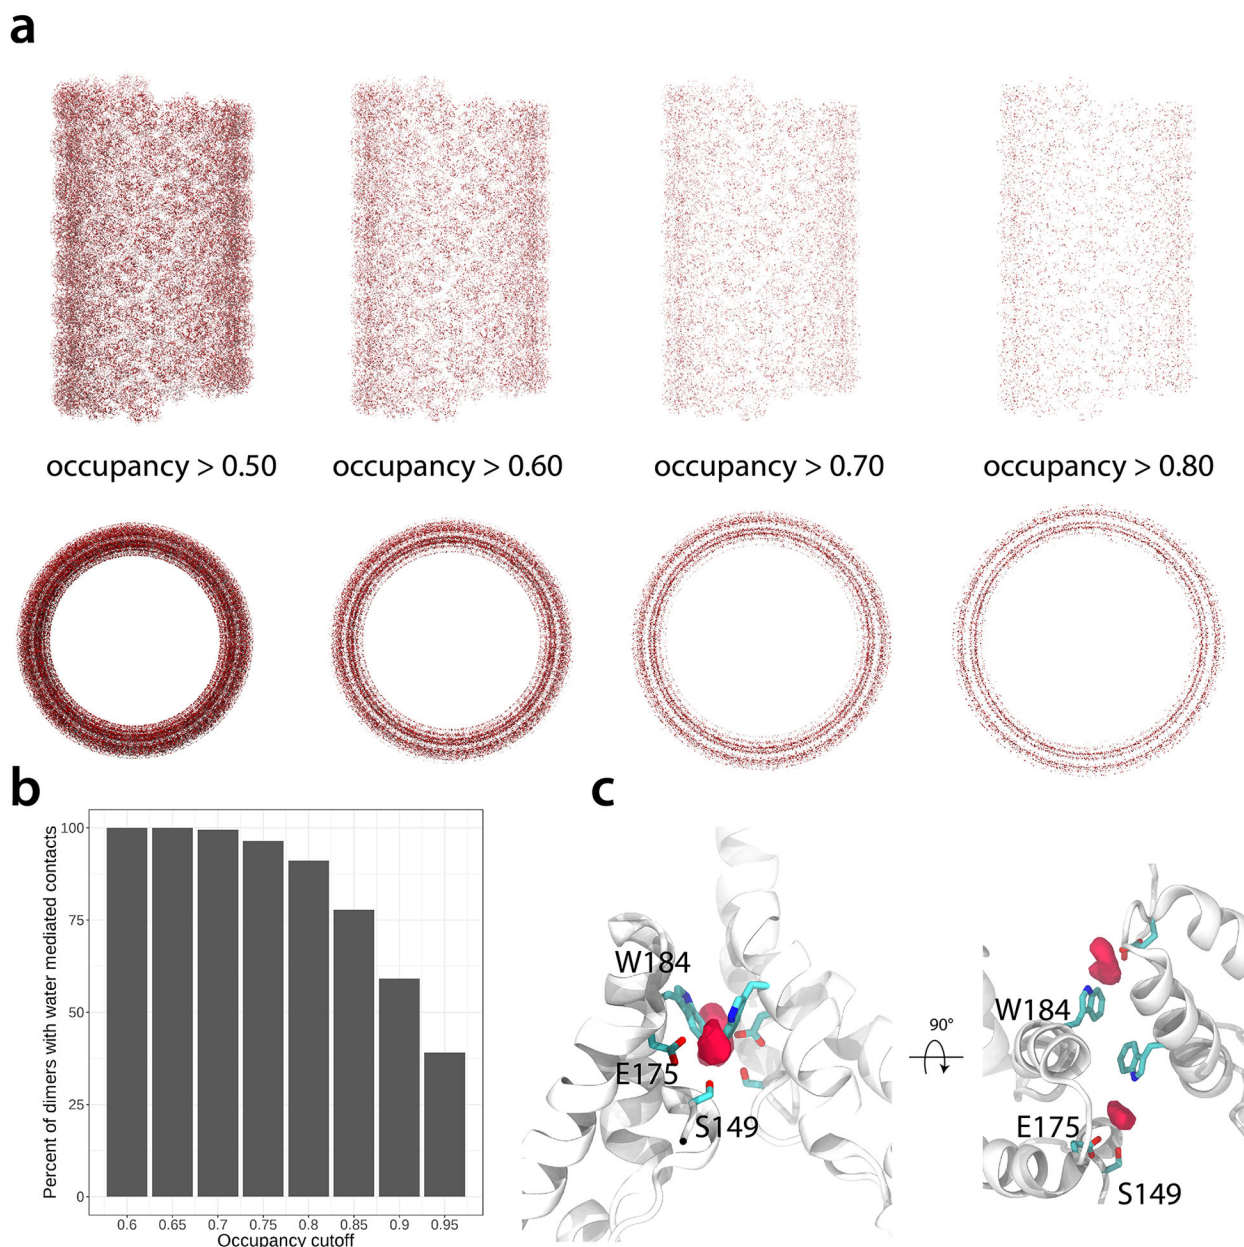 a
occupancy > 0.50
occupancy > 0.60
occupancy > 0.70
occupancy > 0.80
b
Percent of dimers with water mediated contacts
100
75
50
25
0
0.6 0.65 0.7 0.75 0.8 0.85 0.9 0.95
Occupancy cutoff
c
W184
E175
S149
90°
W184
E175
S149